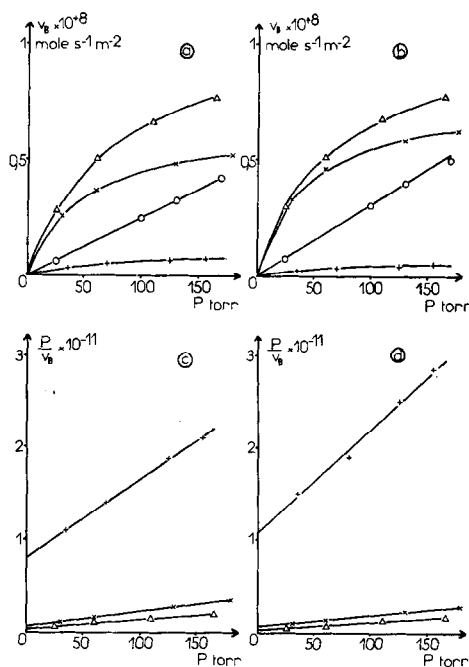 v_B ×10+8
mole s-1 m-2
a
1
0,5
0
50
100
150
P torr
v_B ×10+8
mole s-1 m-2
b
1
0,5
0
50
100
150
P torr
P/v_B ×10-11
c
3
2
1
0
50
100
150
P torr
P/v_B ×10-11
d
3
2
1
0
50
100
150
P torr